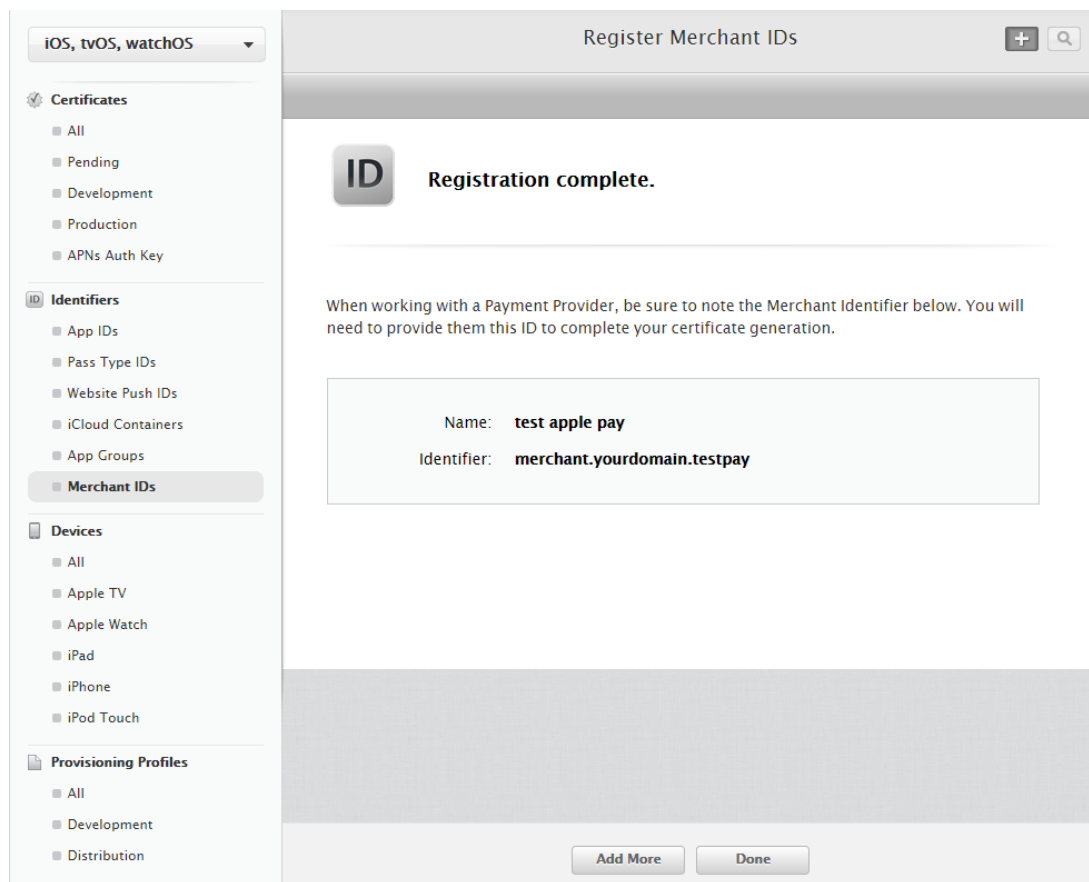 iOS, tvOS, watchOS
Certificates
All
Pending
Development
Production
APNs Auth Key
ID Identifiers
App IDs
Pass Type IDs
Website Push IDs
iCloud Containers
App Groups
Merchant IDs
Devices
All
Apple TV
Apple Watch
iPad
iPhone
iPod Touch
Provisioning Profiles
All
Development
Distribution
Register Merchant IDs
ID Registration complete.
When working with a Payment Provider, be sure to note the Merchant Identifier below. You will
need to provide them this ID to complete your certificate generation.
Name: test apple pay
Identifier: merchant.yourdomain.testpay
Add More Done